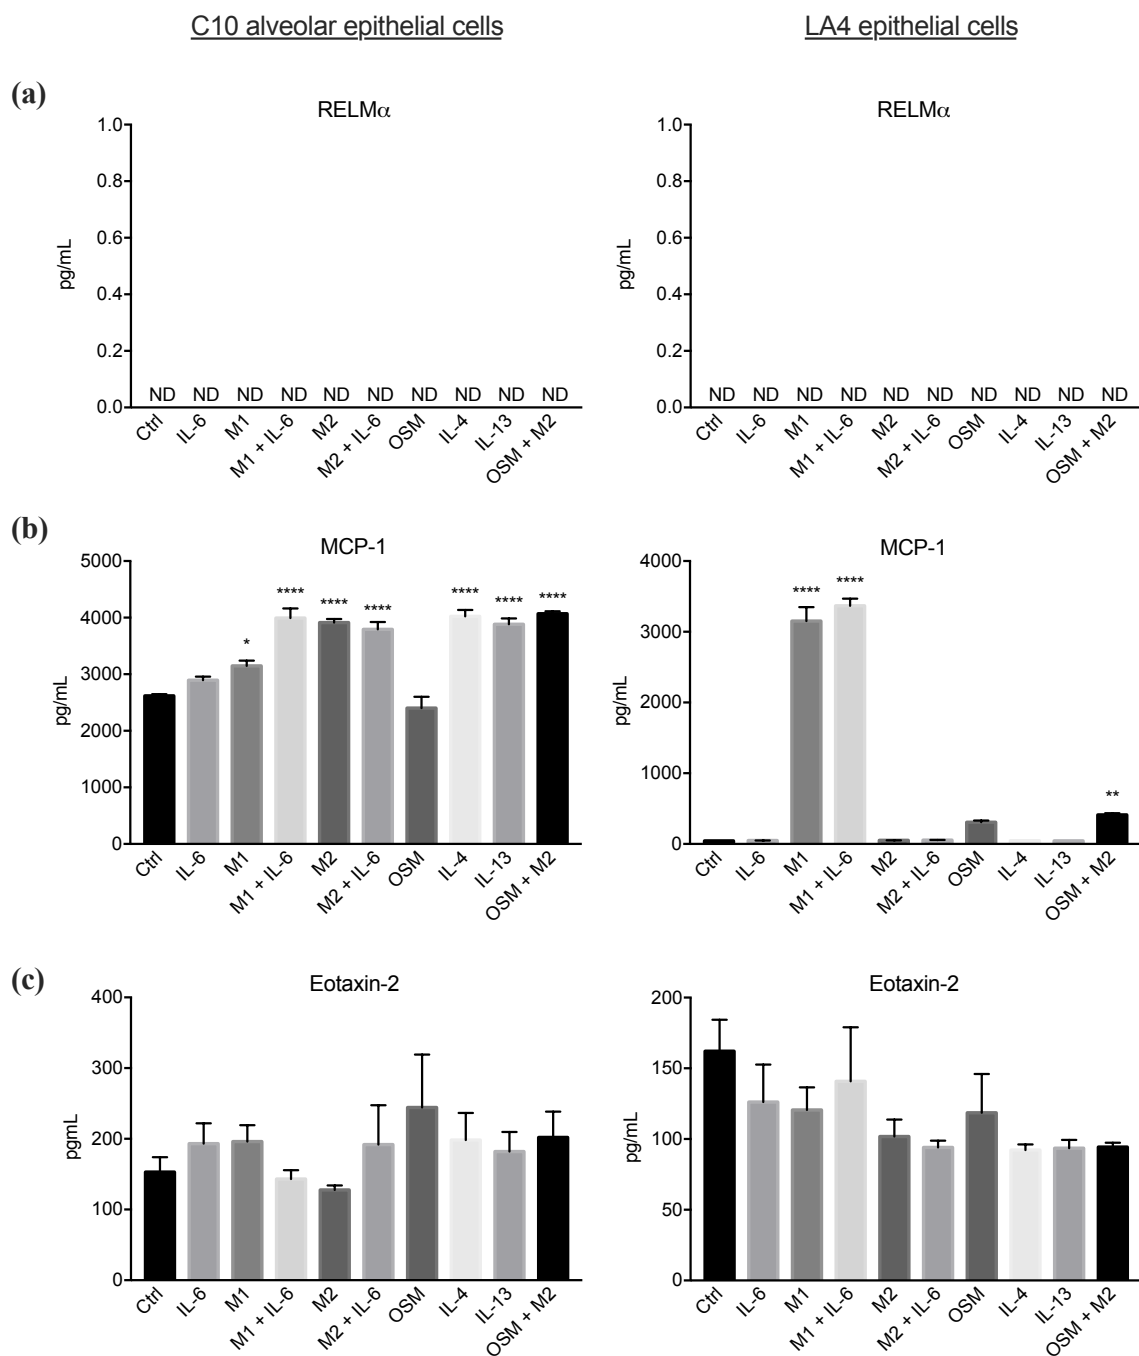 C10 alveolar epithelial cells
LA4 epithelial cells
(a)
RELMα
pg/mL
1.0
0.8
0.6
0.4
0.2
0.0
ND ND ND ND ND ND ND ND ND ND
Ctrl IL-6 M1 M1 + IL-6 M2 M2 + IL-6 OSM IL-4 IL-13 OSM + M2
RELMα
pg/mL
1.0
0.8
0.6
0.4
0.2
0.0
ND ND ND ND ND ND ND ND ND ND
Ctrl IL-6 M1 M1 + IL-6 M2 M2 + IL-6 OSM IL-4 IL-13 OSM + M2
(b)
MCP-1
pg/mL
5000
4000
3000
2000
1000
0
* **** **** **** **** **** ****
Ctrl IL-6 M1 M1 + IL-6 M2 M2 + IL-6 OSM IL-4 IL-13 OSM + M2
MCP-1
pg/mL
4000
3000
2000
1000
0
**** **** **
Ctrl IL-6 M1 M1 + IL-6 M2 M2 + IL-6 OSM IL-4 IL-13 OSM + M2
(c)
Eotaxin-2
pgmL
400
300
200
100
0
Ctrl IL-6 M1 M1 + IL-6 M2 M2 + IL-6 OSM IL-4 IL-13 OSM + M2
Eotaxin-2
pg/mL
200
150
100
50
0
Ctrl IL-6 M1 M1 + IL-6 M2 M2 + IL-6 OSM IL-4 IL-13 OSM + M2